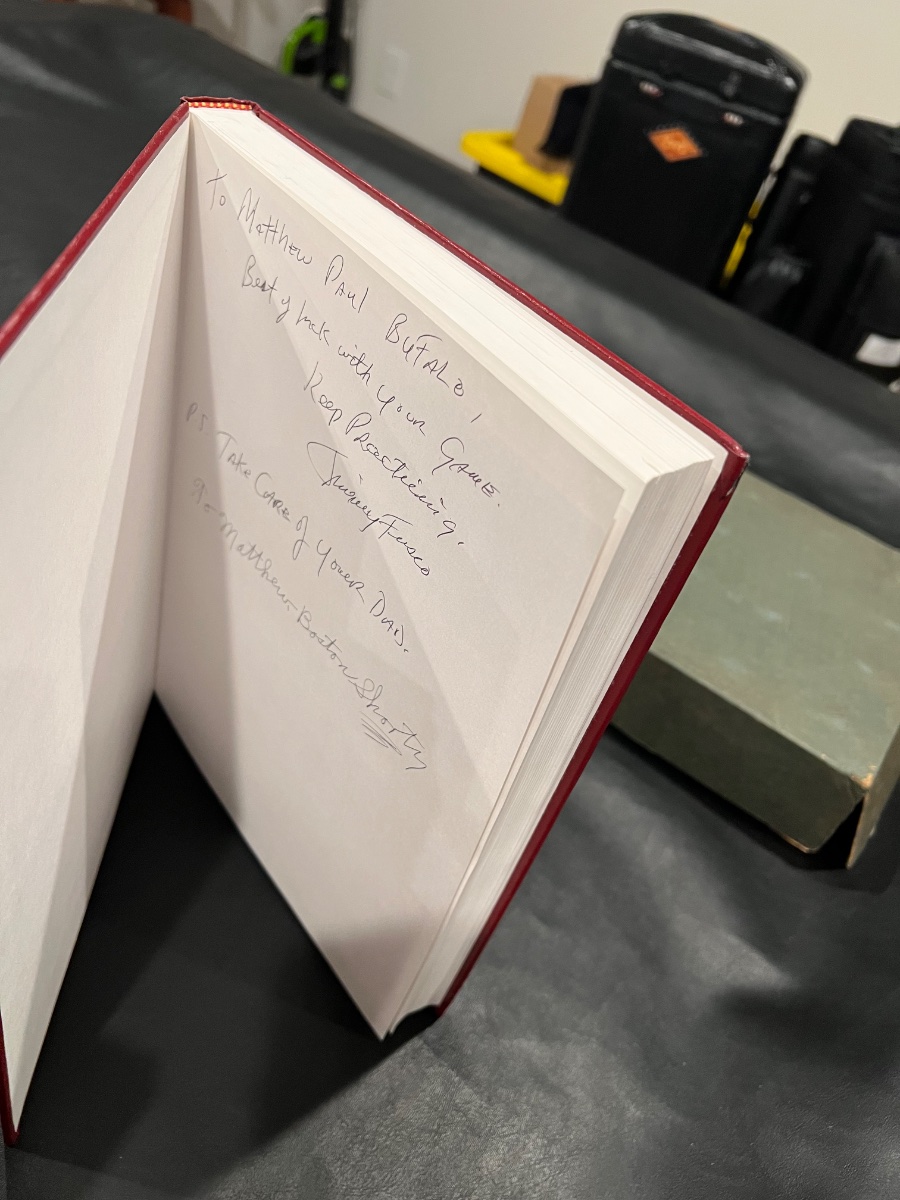 To Matthew Paul BuFALO,
Best of luck with your GAME.
Keep Practicing.
Jimmy Fusco
P.S. TAKE CARE of your DAD.
To Matthew Boston Shorty